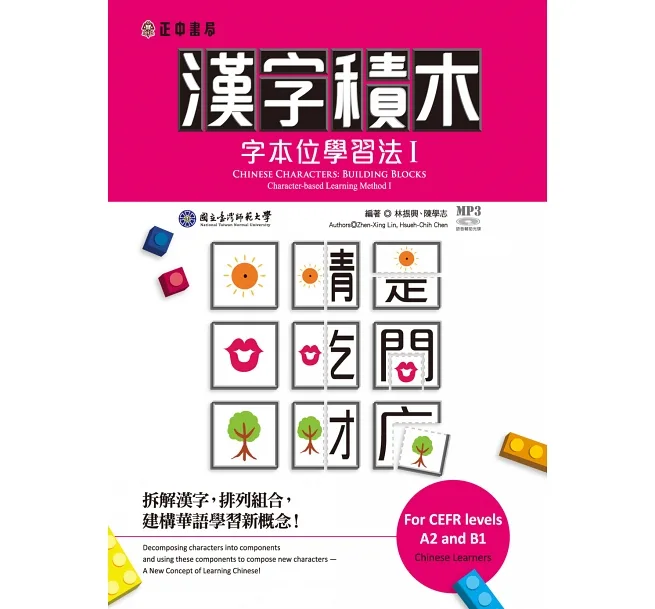 正中書局
漢字積木
字本位學習法 I
CHINESE CHARACTERS: BUILDING BLOCKS
Character-based Learning Method I
國立臺灣師範大學
National Taiwan Normal University
編著◎林振興、陳學志
MP3
Authors◎Zhen-Xing Lin, Hsueh-Chih Chen
青 疋
吃 問
才 广
拆解漢字，排列組合，
建構華語學習新概念！
Decomposing characters into components
and using these components to compose new characters —
A New Concept of Learning Chinese!
For CEFR levels
A2 and B1
Chinese Learners